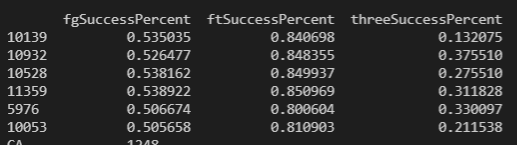 fgSuccessPercent ftSuccessPercent threeSuccessPercent
10139 0.535035 0.840698 0.132075
10932 0.526477 0.848355 0.375510
10528 0.538162 0.849937 0.275510
11359 0.538922 0.850969 0.311828
5976 0.506674 0.800604 0.330097
10053 0.505658 0.810903 0.211538
CA 1248